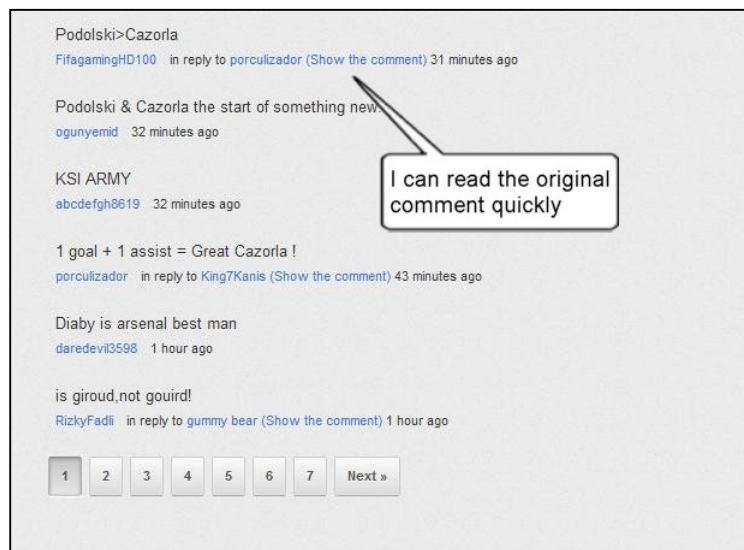 Podolski>Cazorla
FifagamingHD100 in reply to porculizador (Show the comment) 31 minutes ago
Podolski & Cazorla the start of something new.
ogunyemid 32 minutes ago
I can read the original
comment quickly
KSI ARMY
abcdefgh8619 32 minutes ago
1 goal + 1 assist = Great Cazorla !
porculizador in reply to King7Kanis (Show the comment) 43 minutes ago
Diaby is arsenal best man
daredevil3598 1 hour ago
is giroud,not gouird!
RizkyFadli in reply to gummy bear (Show the comment) 1 hour ago
1 2 3 4 5 6 7 Next »